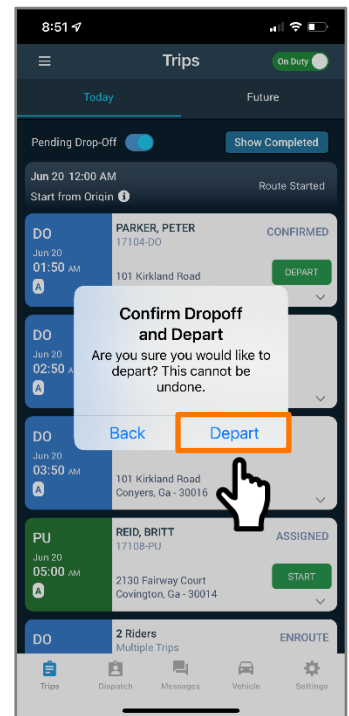 8:51
Trips
On Duty
Today
Future
Pending Drop-Off
Show Completed
Jun 20 12:00 AM
Start from Origin
Route Started
DO
Jun 20
01:50 AM
A
PARKER, PETER
17104-DO
CONFIRMED
101 Kirkland Road
DEPART
Confirm Dropoff
and Depart
Are you sure you would like to
depart? This cannot be
undone.
Back
Depart
DO
Jun 20
02:50
A
DO
Jun 20
03:50 AM
A
101 Kirkland Road
Conyers, Ga - 30016
PU
Jun 20
05:00 AM
A
REID, BRITT
17108-PU
ASSIGNED
2130 Fairway Court
Covington, Ga - 30014
START
DO
2 Riders
Multiple Trips
ENROUTE
Trips
Dispatch
Messages
Vehicle
Settings